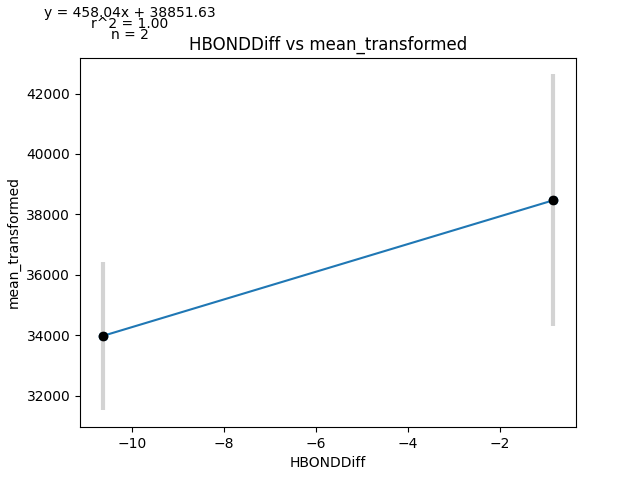 y = 458.04x + 38851.63
r^2 = 1.00
n = 2
HBONDDiff vs mean_transformed
42000
40000
38000
36000
34000
32000
mean_transformed
−10
−8
−6
−4
−2
HBONDDiff